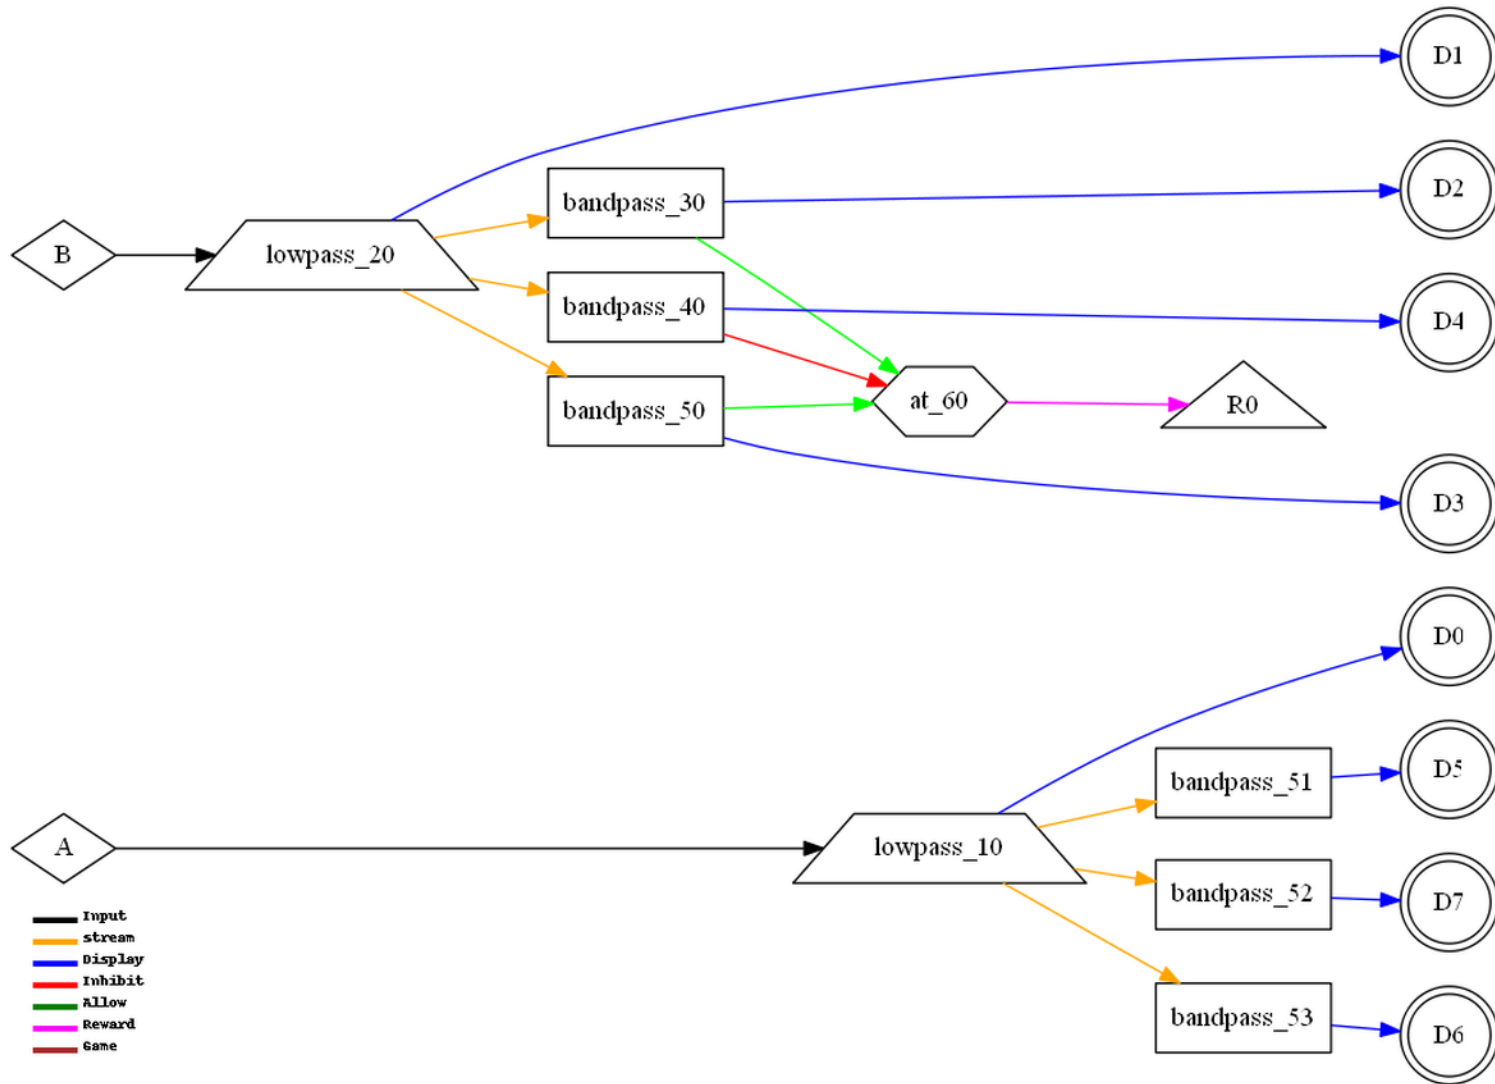 D1
bandpass_30
D2
B
lowpass_20
bandpass_40
D4
bandpass_50
at_60
R0
D3
D0
bandpass_51
D5
A
lowpass_10
bandpass_52
D7
bandpass_53
D6
Input
stream
Display
Inhibit
Allow
Reward
Game